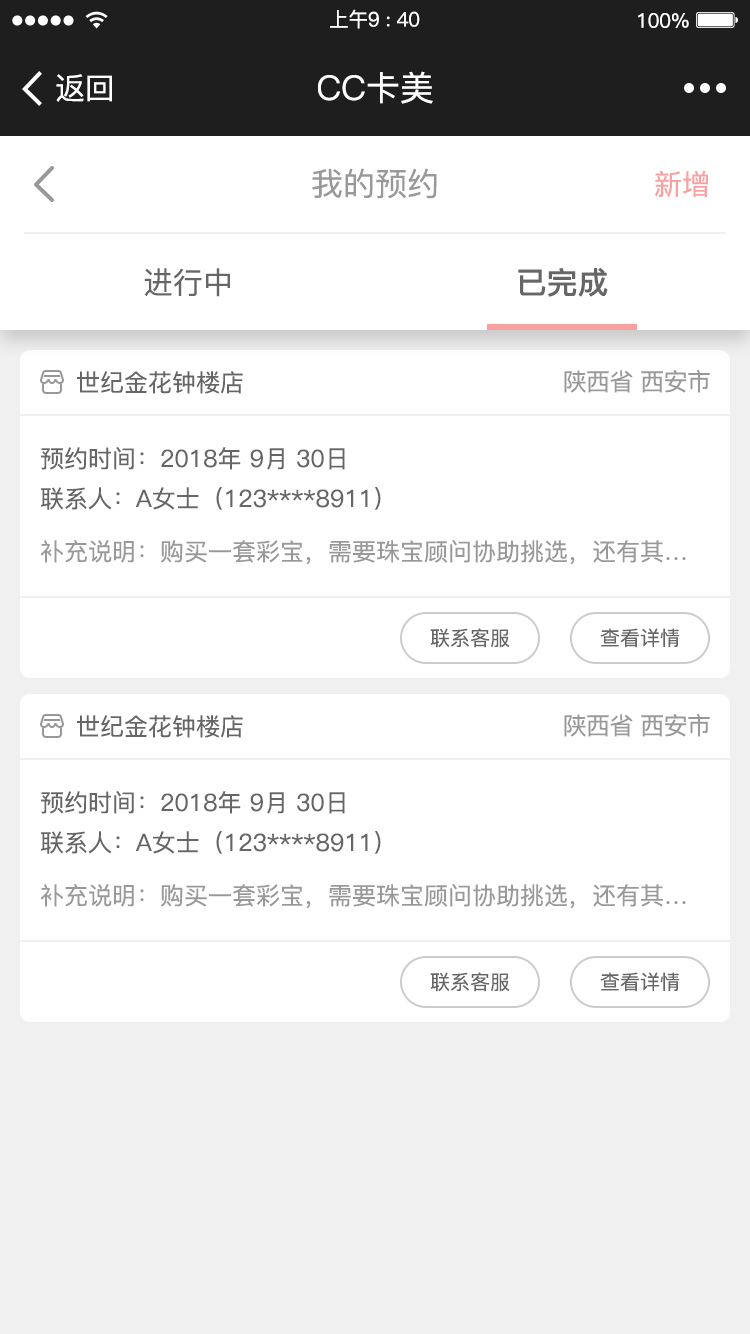 上午9 : 40
100%
返回
CC卡美
我的预约
新增
进行中
已完成
世纪金花钟楼店
陕西省 西安市
预约时间：2018年 9月 30日
联系人：A女士（123****8911）
补充说明：购买一套彩宝，需要珠宝顾问协助挑选，还有其...
联系客服
查看详情
世纪金花钟楼店
陕西省 西安市
预约时间：2018年 9月 30日
联系人：A女士（123****8911）
补充说明：购买一套彩宝，需要珠宝顾问协助挑选，还有其...
联系客服
查看详情